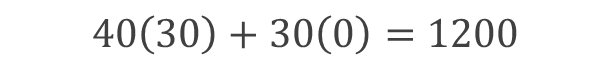 40(30) + 30(0) = 1200